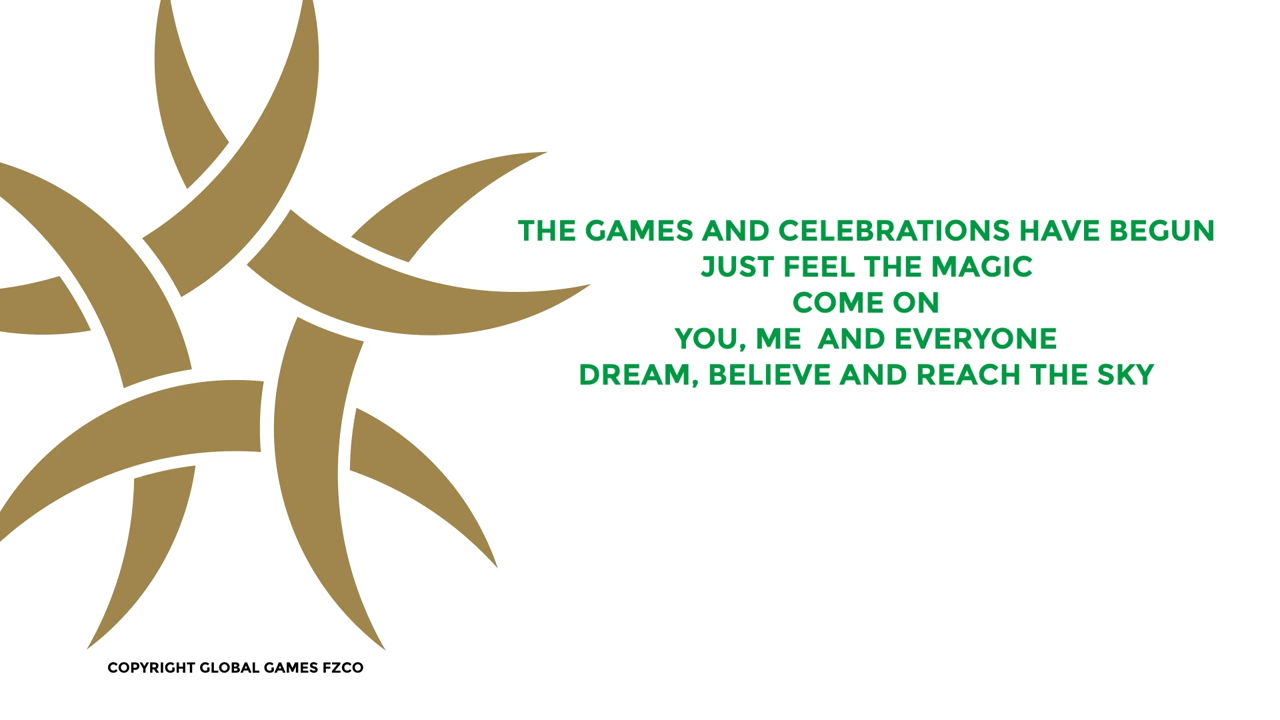 THE GAMES AND CELEBRATIONS HAVE BEGUN
JUST FEEL THE MAGIC
COME ON
YOU, ME  AND EVERYONE
DREAM, BELIEVE AND REACH THE SKY
COPYRIGHT GLOBAL GAMES FZCO